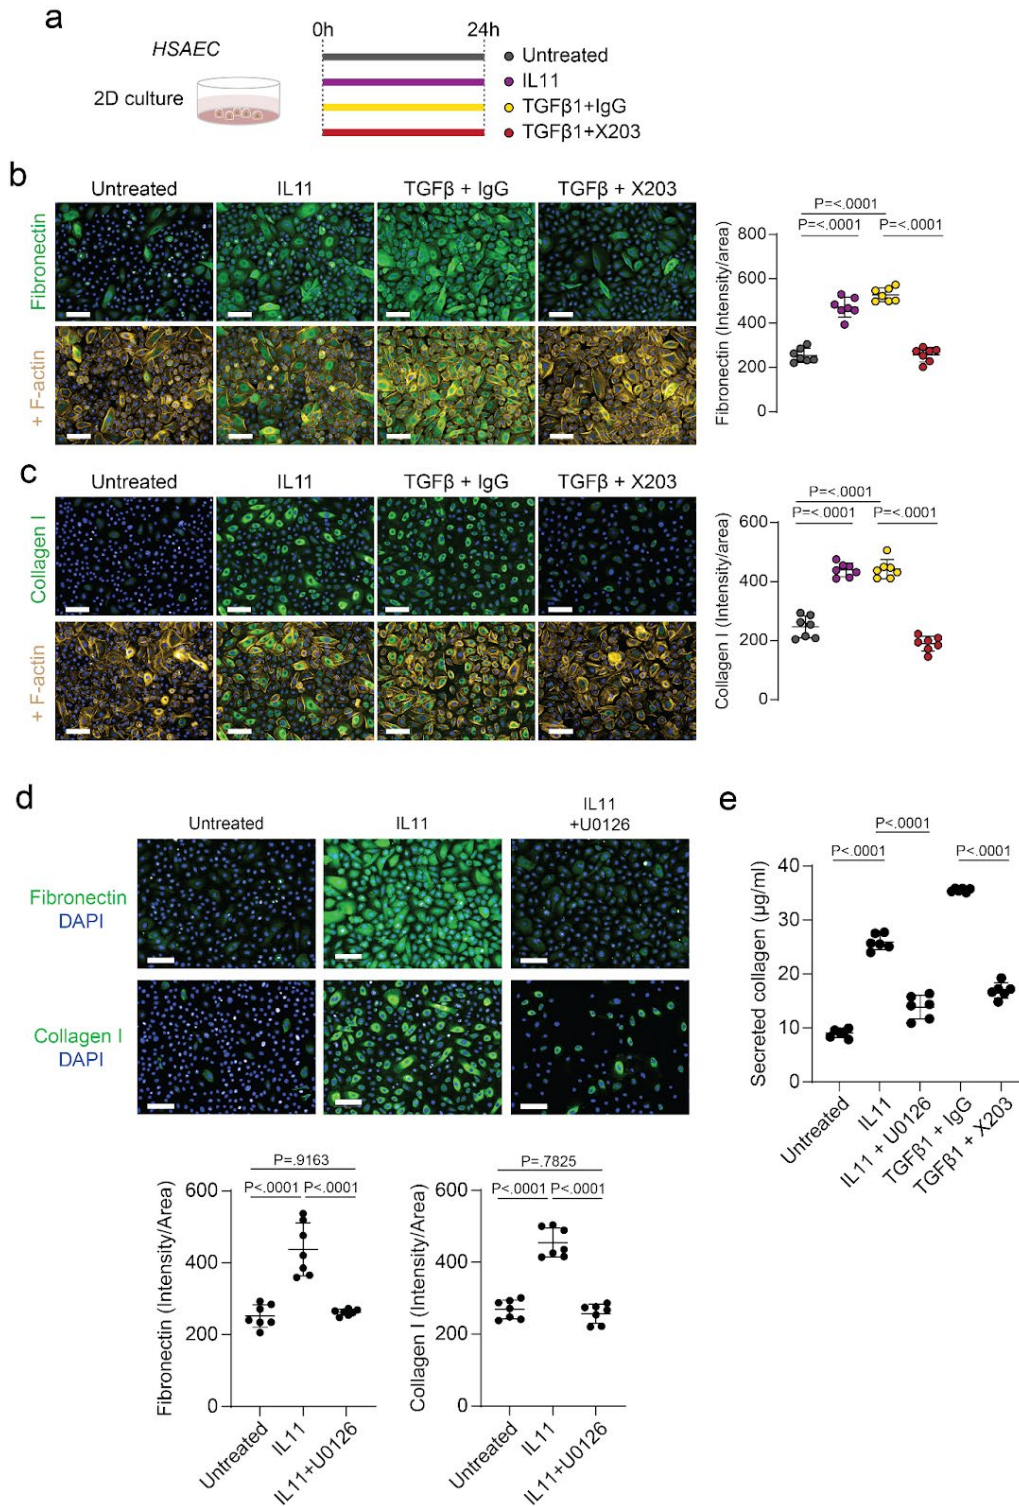 a
0h 24h
HSAEC
2D culture
Untreated
IL11
TGFβ1+IgG
TGFβ1+X203
b
Untreated IL11 TGFβ + IgG TGFβ + X203
Fibronectin
+ F-actin
P=<.0001
P=<.0001 P=<.0001
Fibronectin (Intensity/area)
800
600
400
200
0
c
Untreated IL11 TGFβ + IgG TGFβ + X203
Collagen I
+ F-actin
P=<.0001
P=<.0001 P=<.0001
Collagen I (Intensity/area)
600
400
200
0
d
Untreated IL11 IL11
+U0126
Fibronectin
DAPI
Collagen I
DAPI
P=.9163
P<.0001 P<.0001
Fibronectin (Intensity/Area)
600
400
200
0
Untreated
IL11
IL11+U0126
P=.7825
P<.0001 P<.0001
Collagen I (Intensity/Area)
600
400
200
0
Untreated
IL11
IL11+U0126
e
P<.0001
P<.0001 P<.0001
Secreted collagen (µg/ml)
40
30
20
10
0
Untreated
IL11
IL11 + U0126
TGFβ1 + IgG
TGFβ1 + X203